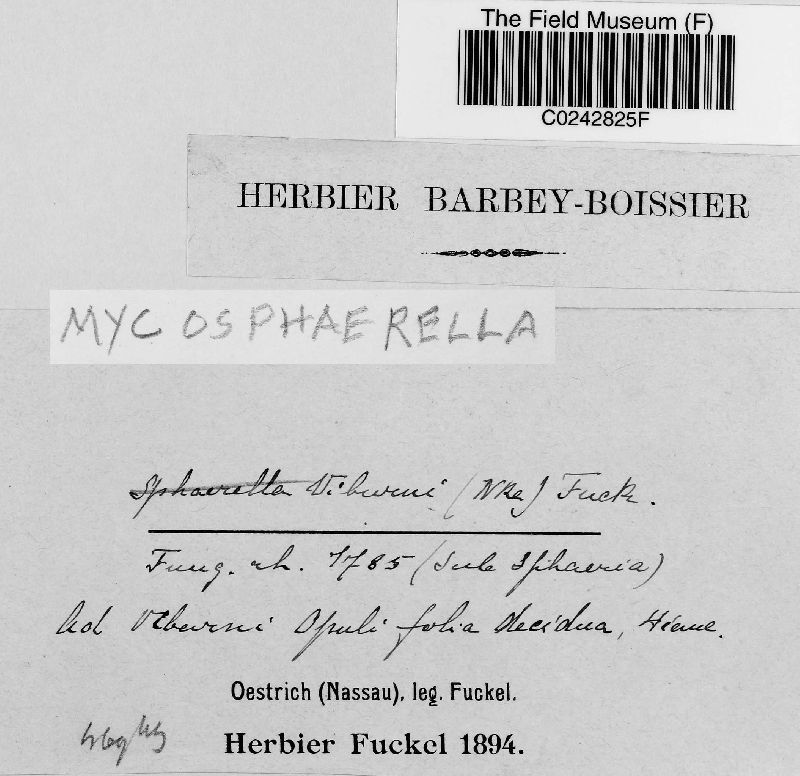 The Field Museum (F)
C0242825F
HERBIER BARBEY-BOISSIER
MYCOSPHAERELLA
Sphaerella Viburni (Nke) Fuck.
Fung. rh. 1785 (sub Sphaeria)
Ad Viburni Opuli folia decidua, Hieme.
Oestrich (Nassau), leg. Fuckel.
Herbier Fuckel 1894.